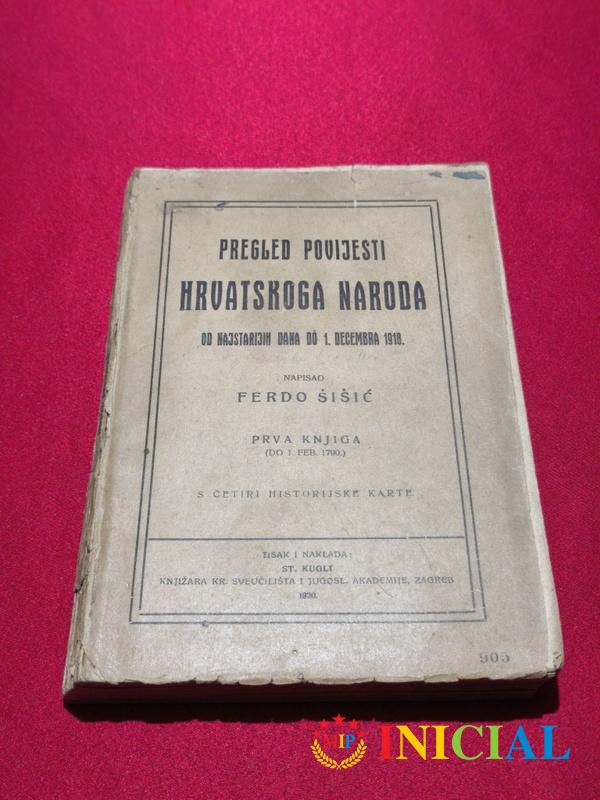 PREGLED POVIJESTI
HRVATSKOGA NARODA
OD NAJSTARIJIH DANA DO 1. DECEMBRA 1918.
NAPISAO
FERDO ŠIŠIĆ
PRVA KNJIGA
(DO 1. FEB. 1790.)
S ČETIRI HISTORIJSKE KARTE
TISAK I NAKLADA:
ST. KUGLI
KNJIŽARA KR. SVEUČILIŠTA I JUGOSL. AKADEMIJE, ZAGREB
1920.
905
VIP INICIAL